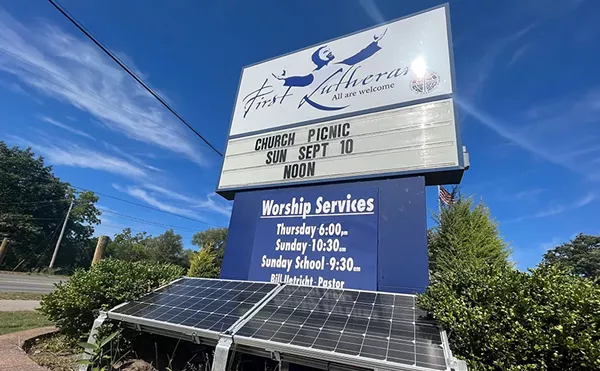 First Lutheran
All are welcome
CHURCH PICNIC
SUN SEPT 10
NOON
Worship Services
Thursday-6:00 P.M.
Sunday-10:30 A.M.
Sunday School-9:30 A.M.
Bill Uetricht-Pastor